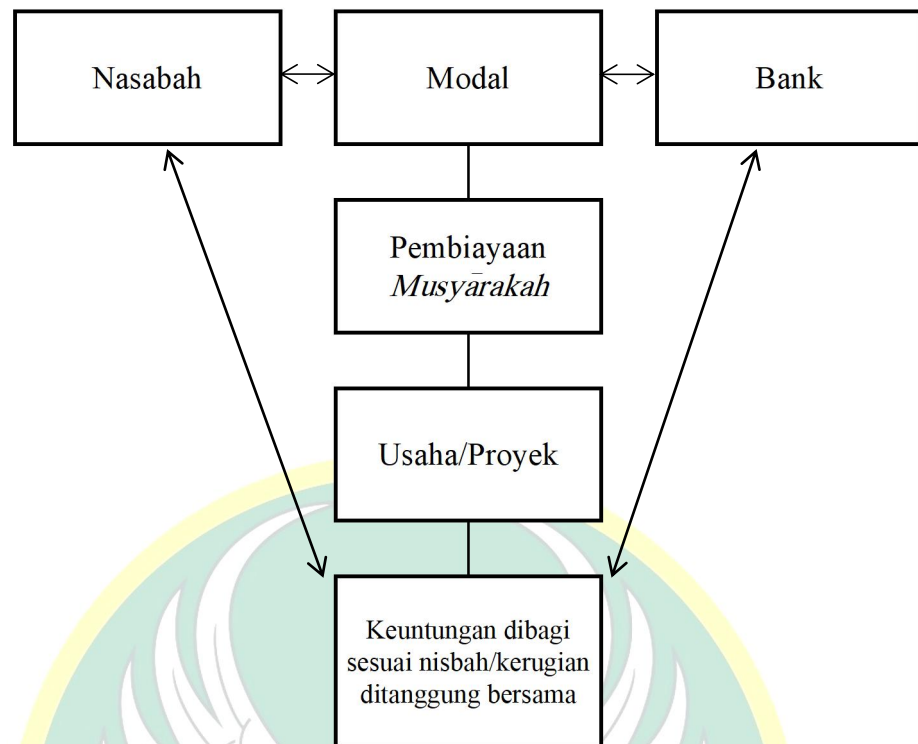 Nasabah
Modal
Bank
Pembiayaan
Musyārakah
Usaha/Proyek
Keuntungan dibagi
sesuai nisbah/kerugian
ditanggung bersama